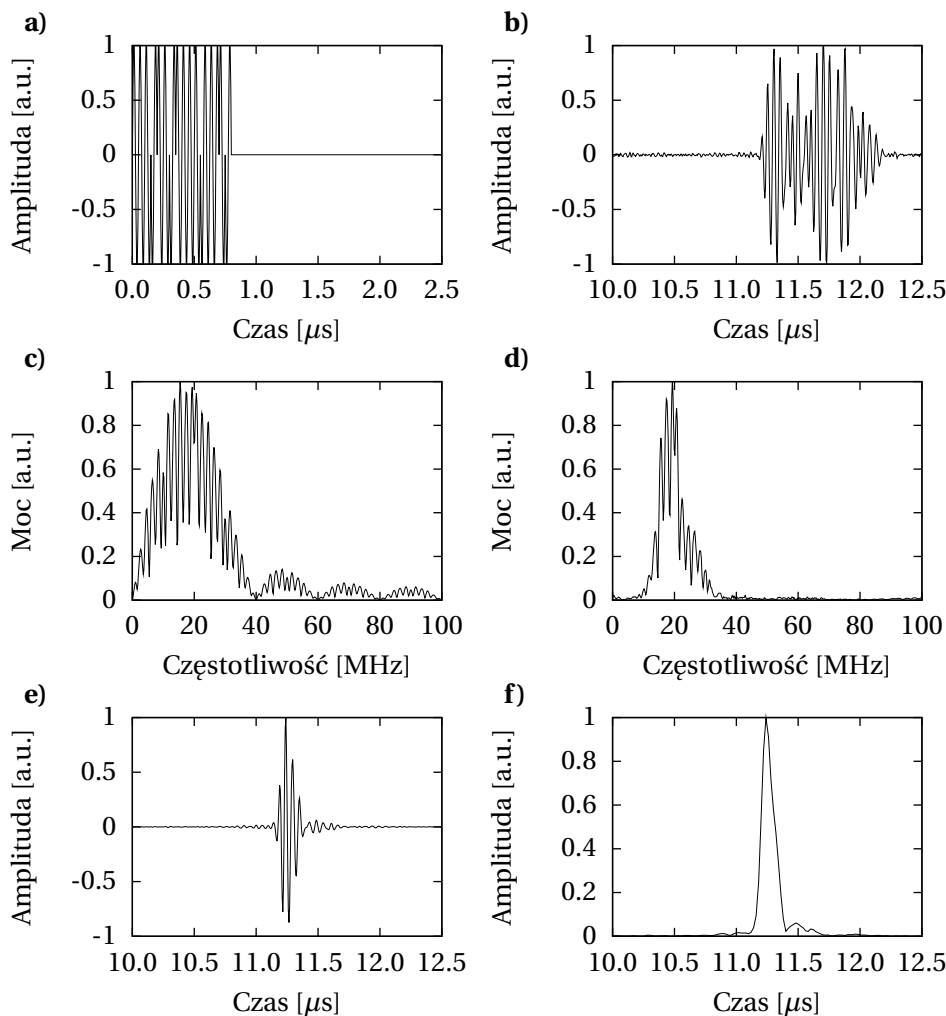 a)
Amplituda [a.u.]
1
0.5
0
-0.5
-1
0.0 0.5 1.0 1.5 2.0 2.5
Czas [µs]
b)
Amplituda [a.u.]
1
0.5
0
-0.5
-1
10.0 10.5 11.0 11.5 12.0 12.5
Czas [µs]
c)
Moc [a.u.]
1
0.8
0.6
0.4
0.2
0
0 20 40 60 80 100
Częstotliwość [MHz]
d)
Moc [a.u.]
1
0.8
0.6
0.4
0.2
0
0 20 40 60 80 100
Częstotliwość [MHz]
e)
Amplituda [a.u.]
1
0.5
0
-0.5
-1
10.0 10.5 11.0 11.5 12.0 12.5
Czas [µs]
f)
Amplituda [a.u.]
1
0.8
0.6
0.4
0.2
0
10.0 10.5 11.0 11.5 12.0 12.5
Czas [µs]